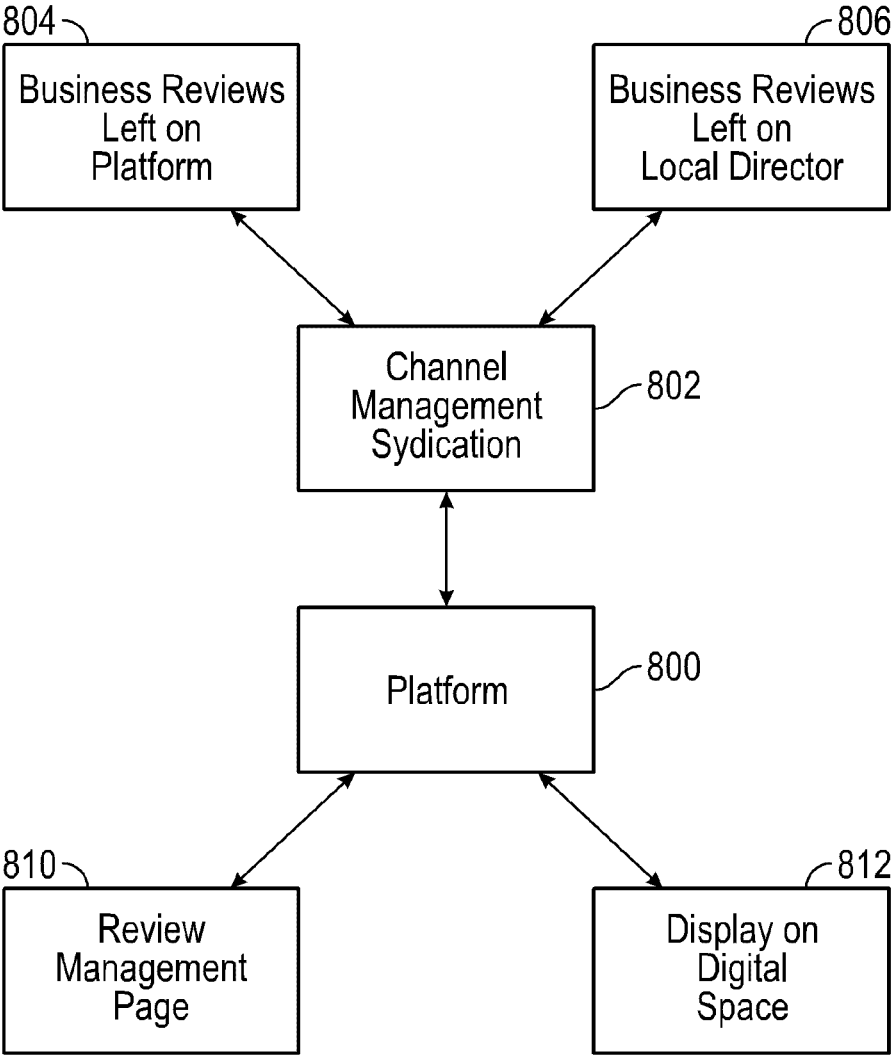 804
806
Business Reviews
Left on
Platform
Business Reviews
Left on
Local Director
Channel
Management
Sydication
802
Platform
800
810
812
Review
Management
Page
Display on
Digital
Space